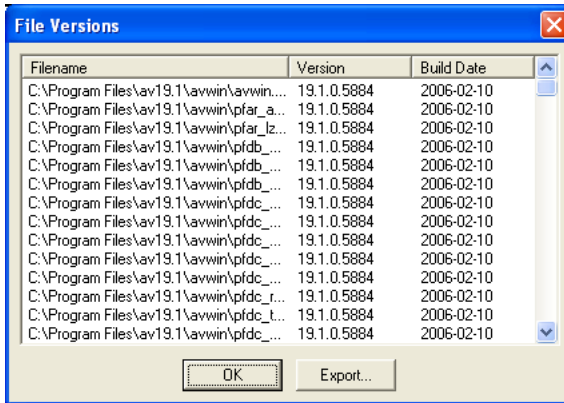 File Versions
Filename Version Build Date
C:\Program Files\av19.1\avwin\avwin.... 19.1.0.5884 2006-02-10
C:\Program Files\av19.1\avwin\pfar_a... 19.1.0.5884 2006-02-10
C:\Program Files\av19.1\avwin\pfar_lz... 19.1.0.5884 2006-02-10
C:\Program Files\av19.1\avwin\pfdb_... 19.1.0.5884 2006-02-10
C:\Program Files\av19.1\avwin\pfdb_... 19.1.0.5884 2006-02-10
C:\Program Files\av19.1\avwin\pfdb_... 19.1.0.5884 2006-02-10
C:\Program Files\av19.1\avwin\pfdc_... 19.1.0.5884 2006-02-10
C:\Program Files\av19.1\avwin\pfdc_... 19.1.0.5884 2006-02-10
C:\Program Files\av19.1\avwin\pfdc_... 19.1.0.5884 2006-02-10
C:\Program Files\av19.1\avwin\pfdc_... 19.1.0.5884 2006-02-10
C:\Program Files\av19.1\avwin\pfdc_... 19.1.0.5884 2006-02-10
C:\Program Files\av19.1\avwin\pfdc_r... 19.1.0.5884 2006-02-10
C:\Program Files\av19.1\avwin\pfdc_t... 19.1.0.5884 2006-02-10
C:\Program Files\av19.1\avwin\pfdc_... 19.1.0.5884 2006-02-10
OK Export...